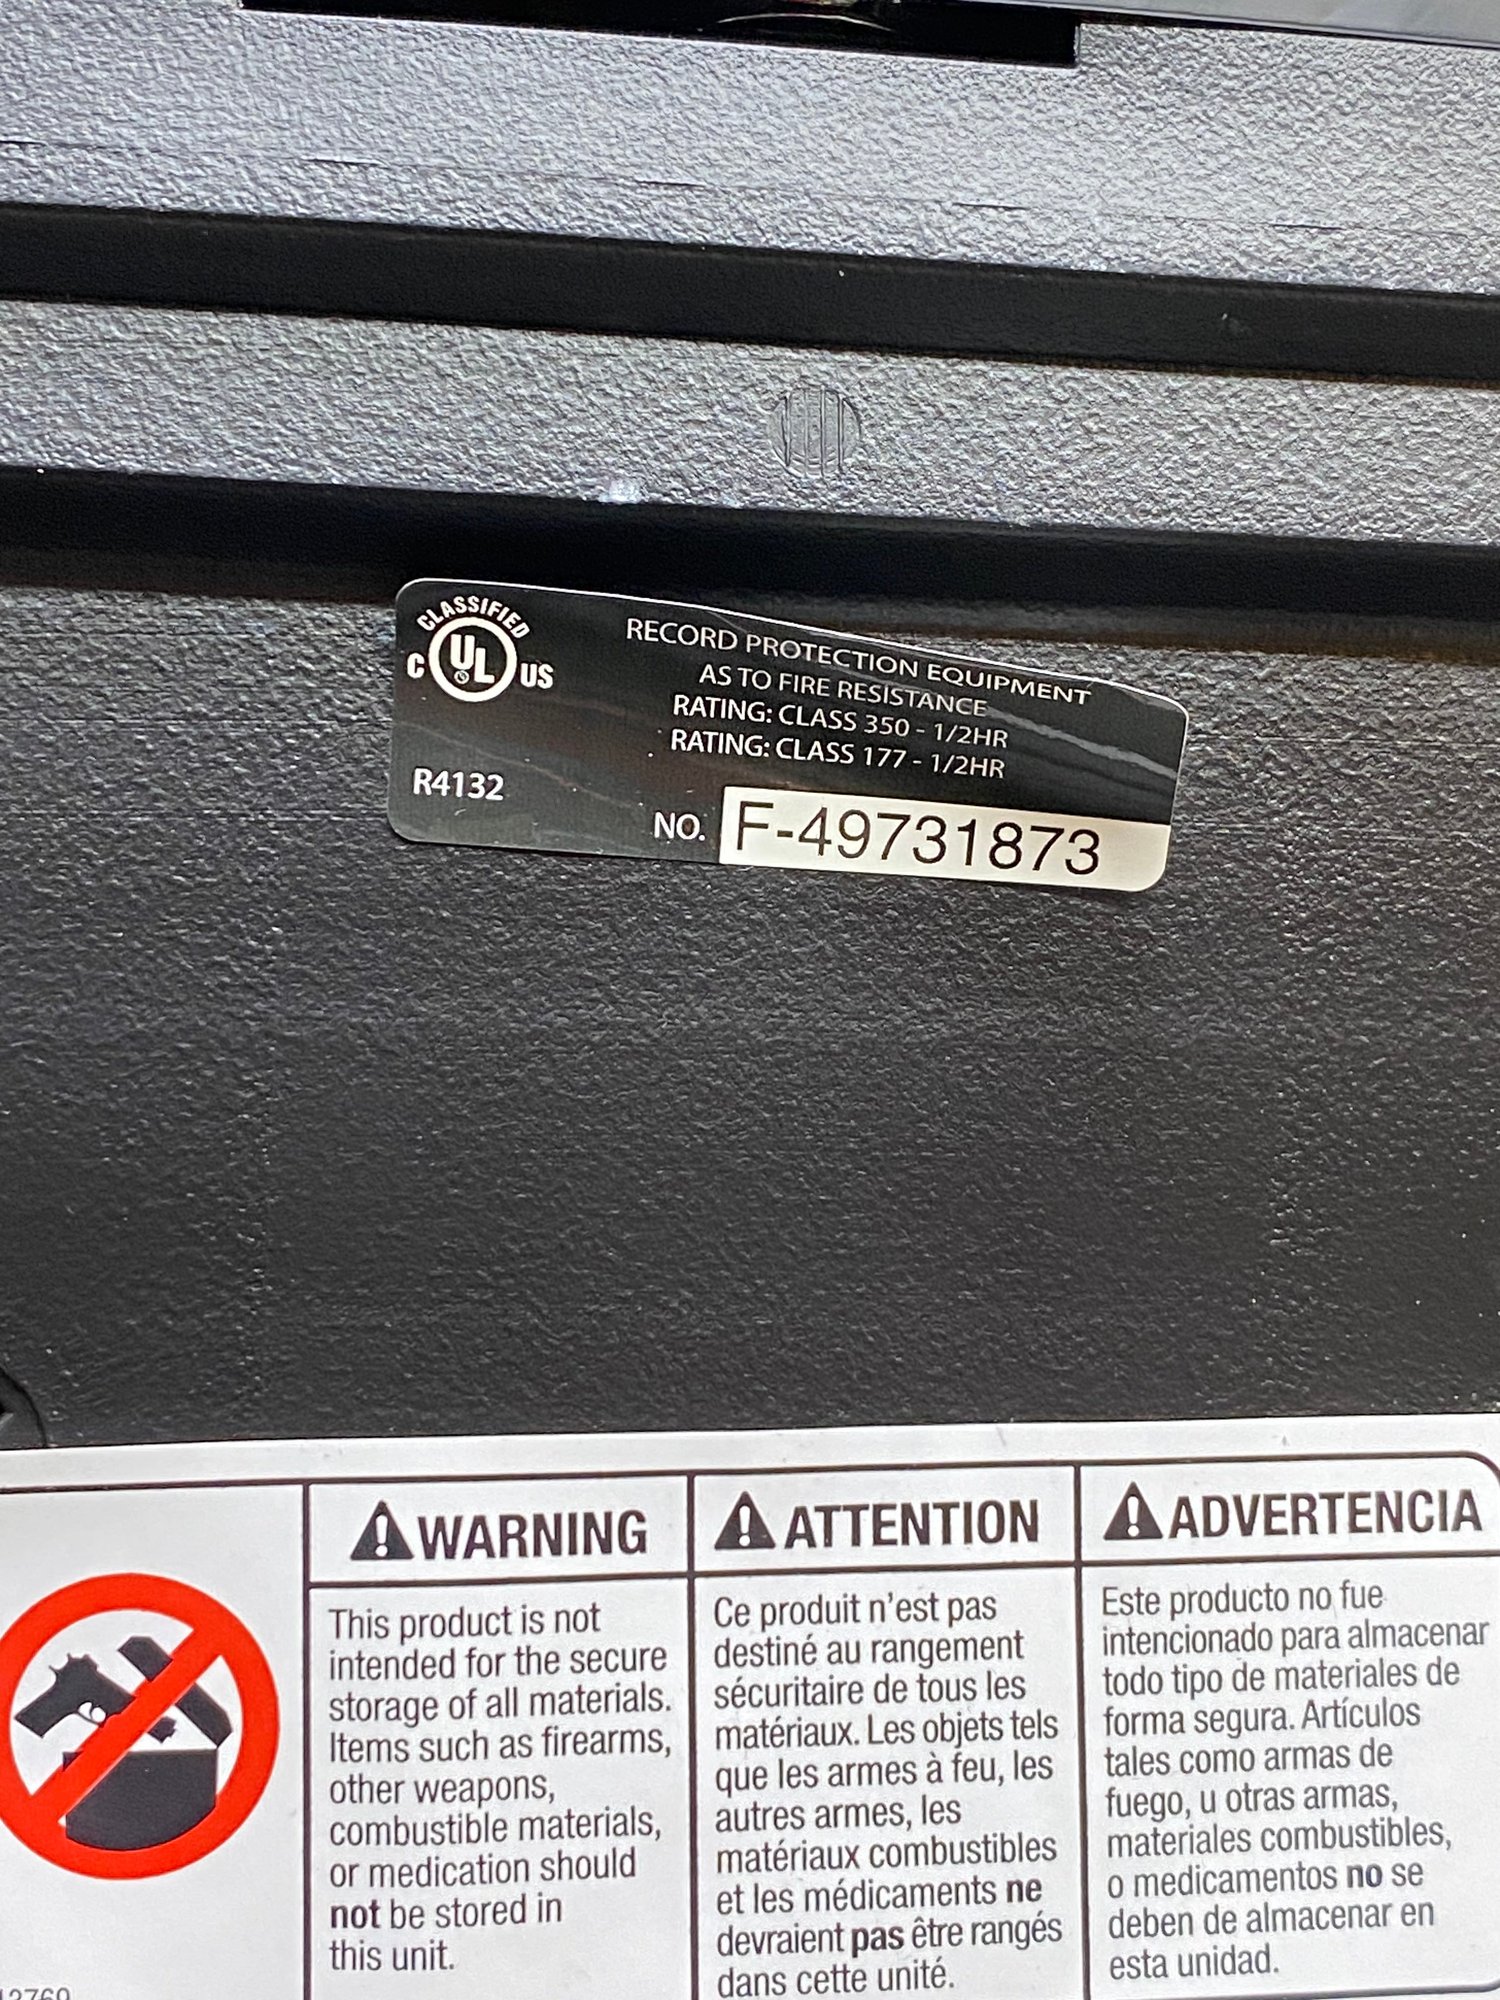 CLASSIFIED
C UL US
RECORD PROTECTION EQUIPMENT
AS TO FIRE RESISTANCE
RATING: CLASS 350 - 1/2HR
RATING: CLASS 177 - 1/2HR
R4132
NO. F-49731873
WARNING
This product is not
intended for the secure
storage of all materials.
Items such as firearms,
other weapons,
combustible materials,
or medication should
not be stored in
this unit.
ATTENTION
Ce produit n'est pas
destiné au rangement
sécuritaire de tous les
matériaux. Les objets tels
que les armes à feu, les
autres armes, les
matériaux combustibles
et les médicaments ne
devraient pas être rangés
dans cette unité.
ADVERTENCIA
Este producto no fue
intencionado para almacenar
todo tipo de materiales de
forma segura. Artículos
tales como armas de
fuego, u otras armas,
materiales combustibles,
o medicamentos no se
deben de almacenar en
esta unidad.